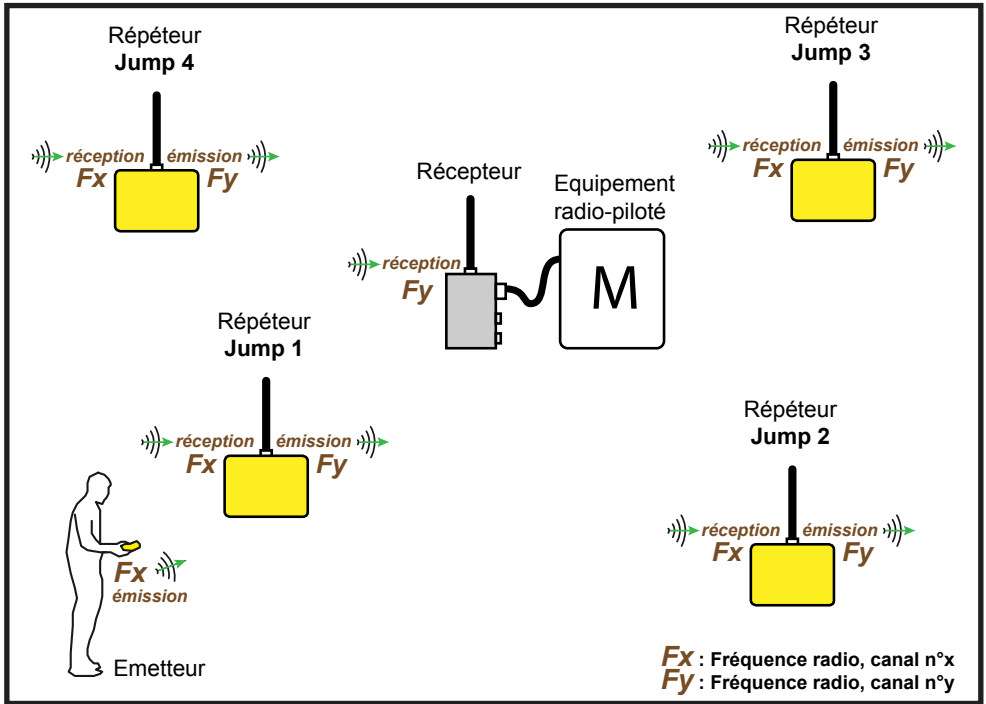 Répéteur
Jump 4
réception émission
Fx Fy
Répéteur
Jump 3
réception émission
Fx Fy
Récepteur
réception
Fy
Equipement
radio-piloté
M
Répéteur
Jump 1
réception émission
Fx Fy
Répéteur
Jump 2
réception émission
Fx Fy
Fx
émission
Emetteur
Fx : Fréquence radio, canal n°x
Fy : Fréquence radio, canal n°y